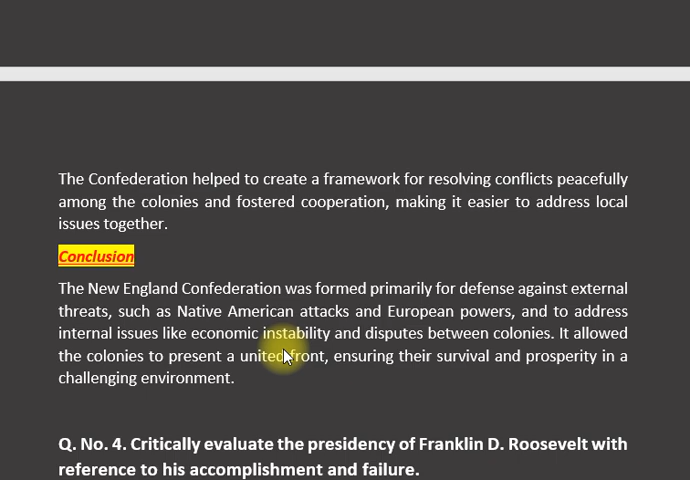 The Confederation helped to create a framework for resolving conflicts peacefully
among the colonies and fostered cooperation, making it easier to address local
issues together.
Conclusion
The New England Confederation was formed primarily for defense against external
threats, such as Native American attacks and European powers, and to address
internal issues like economic instability and disputes between colonies. It allowed
the colonies to present a united front, ensuring their survival and prosperity in a
challenging environment.
Q. No. 4. Critically evaluate the presidency of Franklin D. Roosevelt with
reference to his accomplishment and failure.